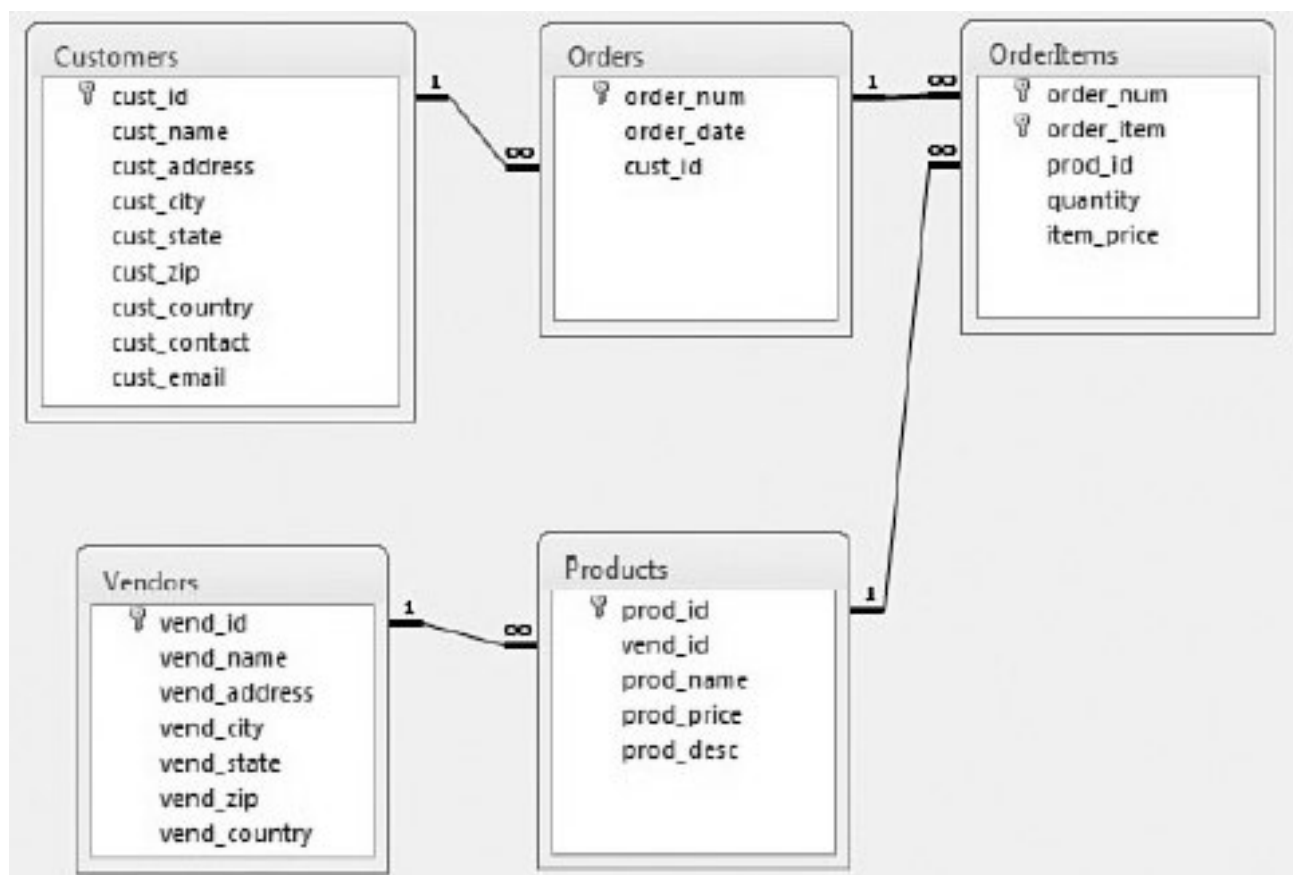 Customers
cust_id
cust_name
cust_address
cust_city
cust_state
cust_zip
cust_country
cust_contact
cust_email
1
∞
Orders
order_num
order_date
cust_id
1
∞
OrderItems
order_num
order_item
prod_id
quantity
item_price
∞
Vendors
vend_id
vend_name
vend_address
vend_city
vend_state
vend_zip
vend_country
1
∞
Products
prod_id
vend_id
prod_name
prod_price
prod_desc
1